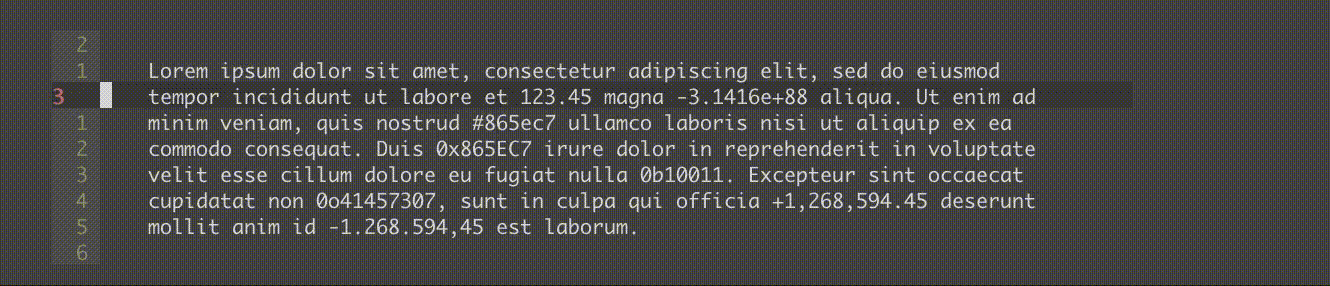 2
1 Lorem ipsum dolor sit amet, consectetur adipiscing elit, sed do eiusmod
3 tempor incididunt ut labore et 123.45 magna -3.1416e+88 aliqua. Ut enim ad
1 minim veniam, quis nostrud #865ec7 ullamco laboris nisi ut aliquip ex ea
2 commodo consequat. Duis 0x865EC7 irure dolor in reprehenderit in voluptate
3 velit esse cillum dolore eu fugiat nulla 0b10011. Excepteur sint occaecat
4 cupidatat non 0o41457307, sunt in culpa qui officia +1,268,594.45 deserunt
5 mollit anim id -1.268.594,45 est laborum.
6